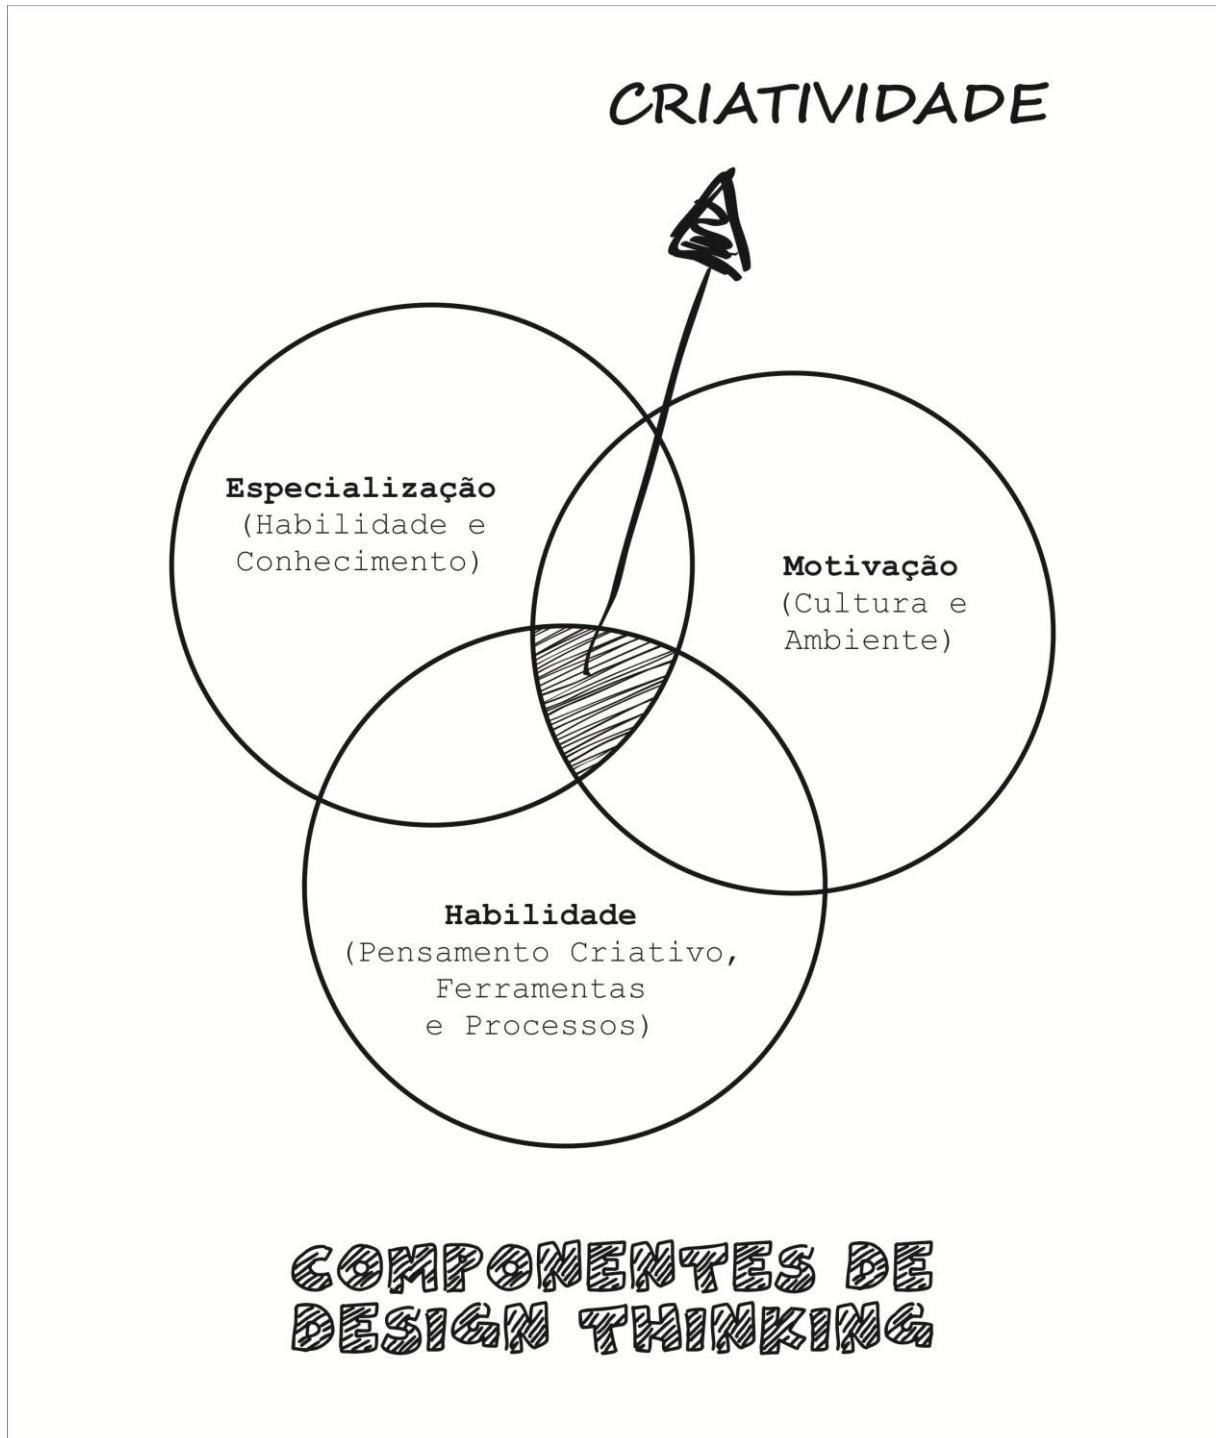 CRIATIVIDADE
Especialização
(Habilidade e
Conhecimento)
Motivação
(Cultura e
Ambiente)
Habilidade
(Pensamento Criativo,
Ferramentas
e Processos)
COMPONENTES DE
DESIGN THINKING